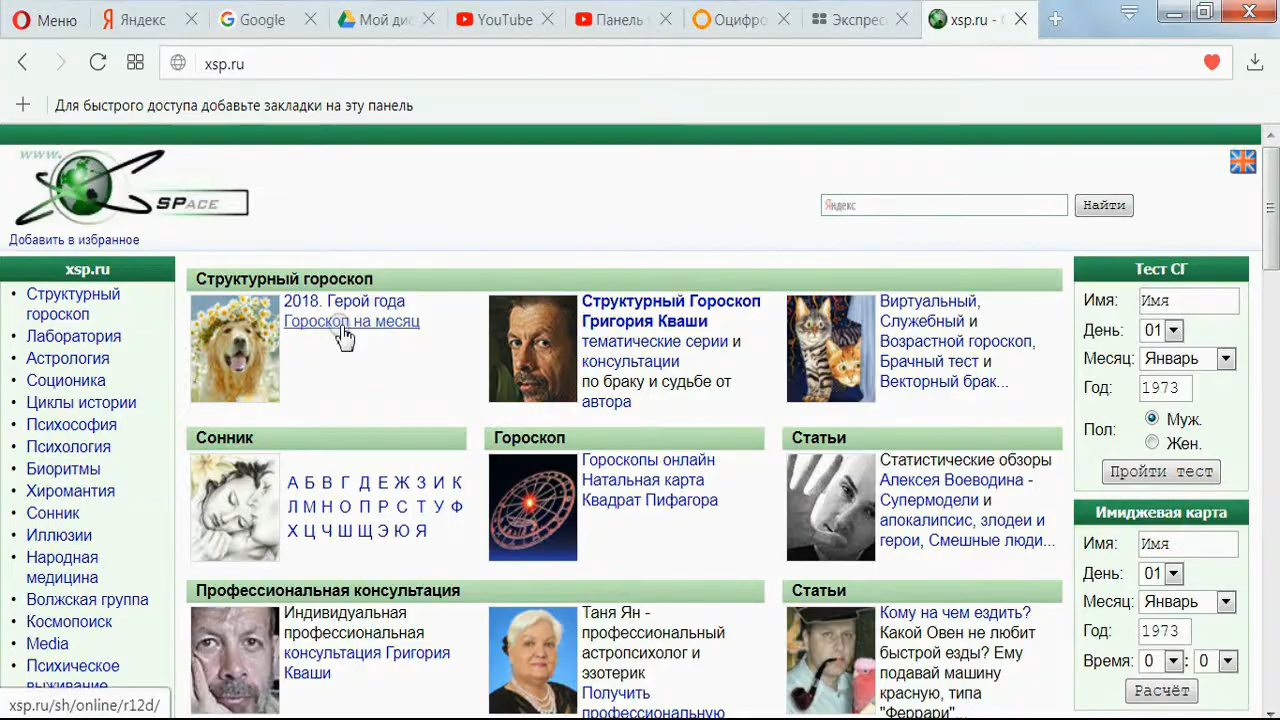 Меню
Яндекс
Google
Мой дис
YouTube
Панель
Оцифро
Экспрес
xsp.ru -
xsp.ru
Для быстрого доступа добавьте закладки на эту панель
www.
SPACE
Добавить в избранное
Яндекс
Найти
xsp.ru
Структурный
гороскоп
Лаборатория
Астрология
Соционика
Циклы истории
Психософия
Психология
Биоритмы
Хиромантия
Сонник
Иллюзии
Народная
медицина
Волжская группа
Космопоиск
Media
Психическое
выживание
Структурный гороскоп
2018. Герой года
Гороскоп на месяц
Структурный Гороскоп
Григория Кваши
тематические серии и
консультации
по браку и судьбе от
автора
Виртуальный,
Служебный и
Возрастной гороскоп,
Брачный тест и
Векторный брак...
Сонник
А Б В Г Д Е Ж З И К
Л М Н О П Р С Т У Ф
Х Ц Ч Ш Щ Э Ю Я
Гороскоп
Гороскопы онлайн
Натальная карта
Квадрат Пифагора
Статьи
Статистические обзоры
Алексея Воеводина -
Супермодели и
апокалипсис, злодеи и
герои, Смешные люди...
Профессиональная консультация
Индивидуальная
профессиональная
консультация Григория
Кваши
Таня Ян -
профессиональный
астропсихолог и
эзотерик
Получить
профессиональную
Статьи
Кому на чем ездить?
Какой Овен не любит
быстрой езды? Ему
подавай машину
красную, типа
"Феррари"...
Тест СГ
Имя: Имя
День: 01
Месяц: Январь
Год: 1973
Пол: Муж.
Жен.
Пройти тест
Имиджевая карта
Имя: Имя
День: 01
Месяц: Январь
Год: 1973
Время: 0 : 0
Расчёт
xsp.ru/sh/online/r12d/